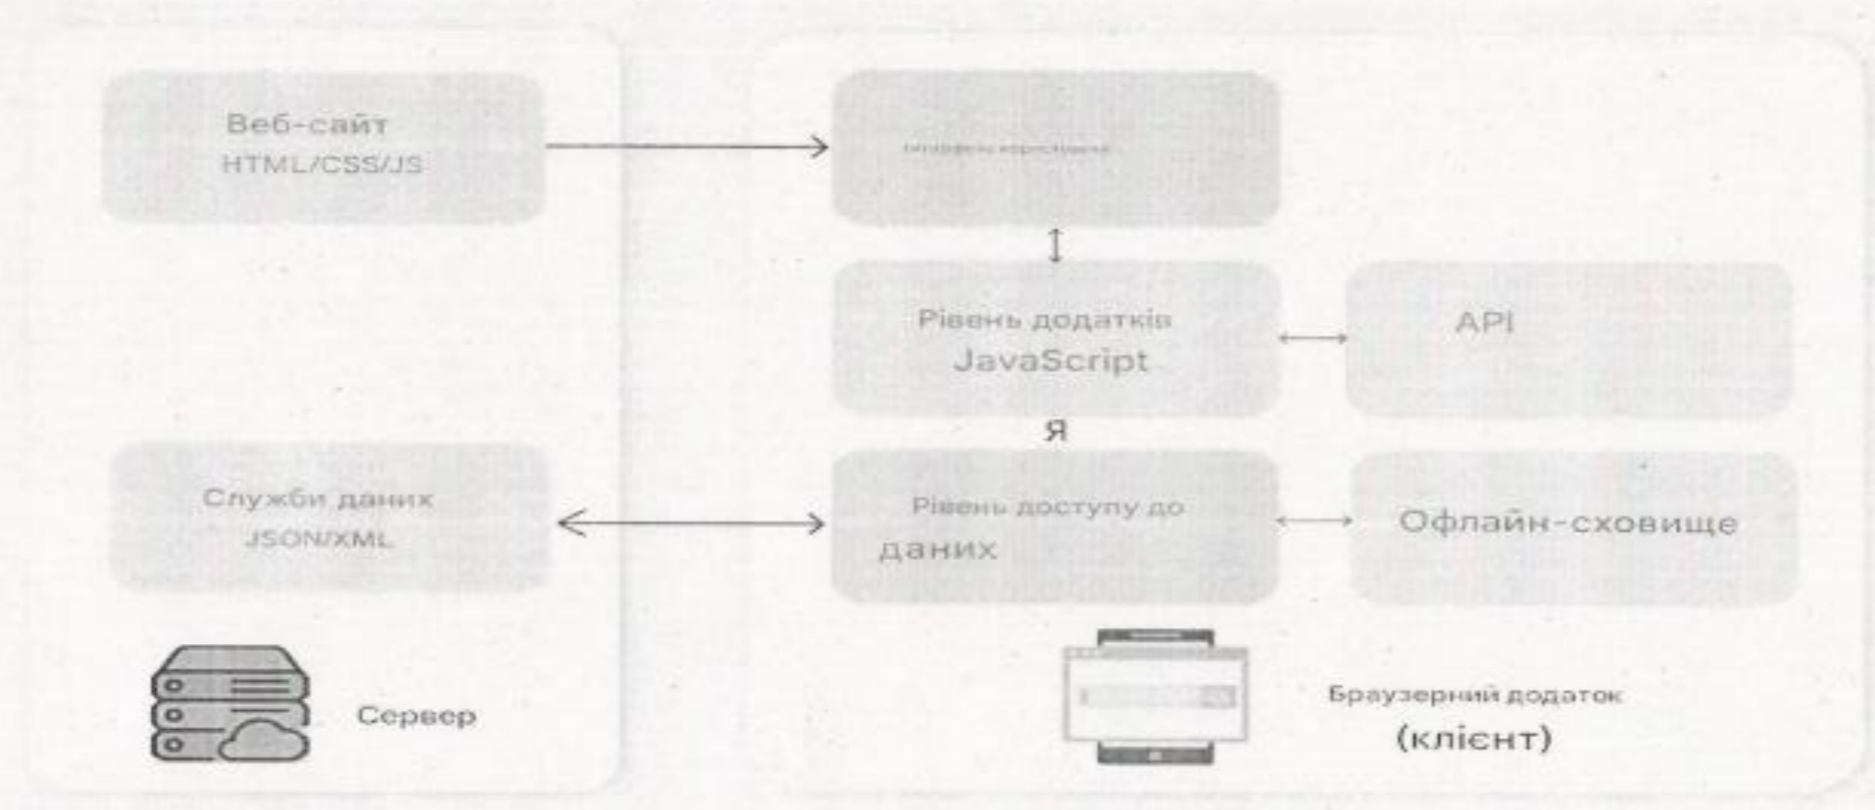 Веб-сайт
HTML/CSS/JS
Рівень додатків
JavaScript
API
Я
Служби даних
JSON/XML
Рівень доступу до
даних
Офлайн-сховище
Сервер
Браузерний додаток
(клієнт)